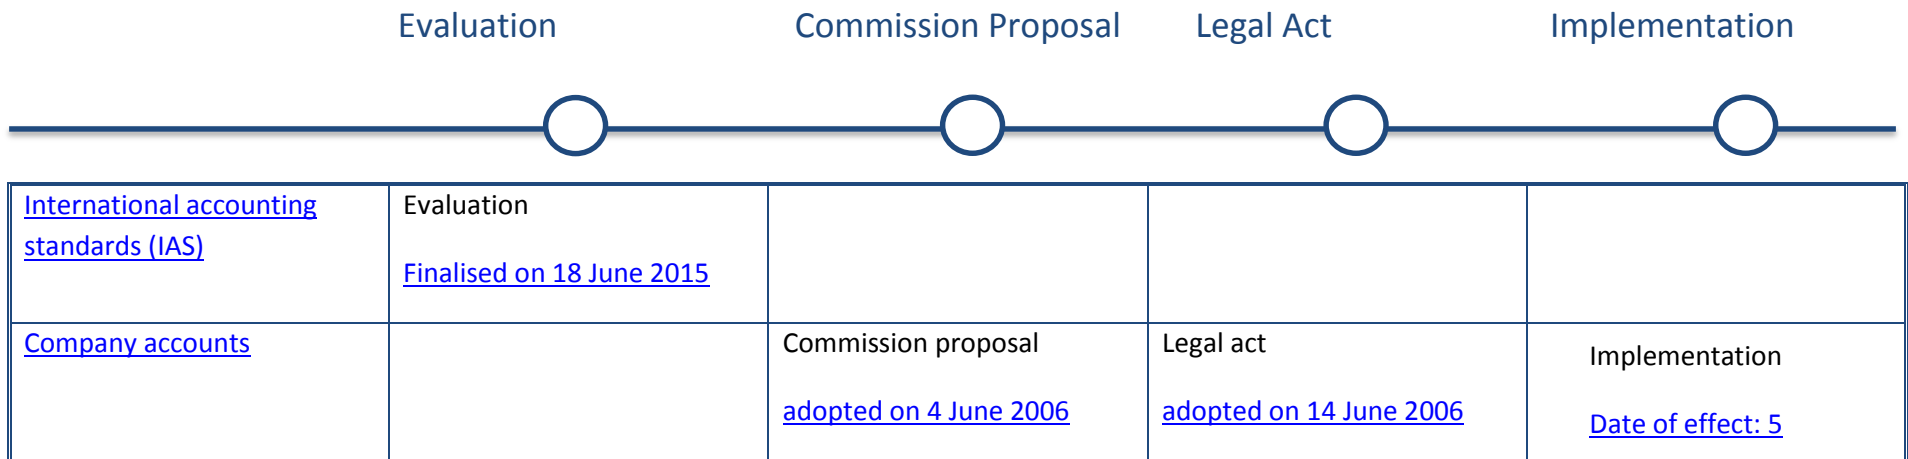 Evaluation Commission Proposal Legal Act Implementation
International accounting
standards (IAS)
Evaluation
Finalised on 18 June 2015
Company accounts
Commission proposal
adopted on 4 June 2006
Legal act
adopted on 14 June 2006
Implementation
Date of effect: 5